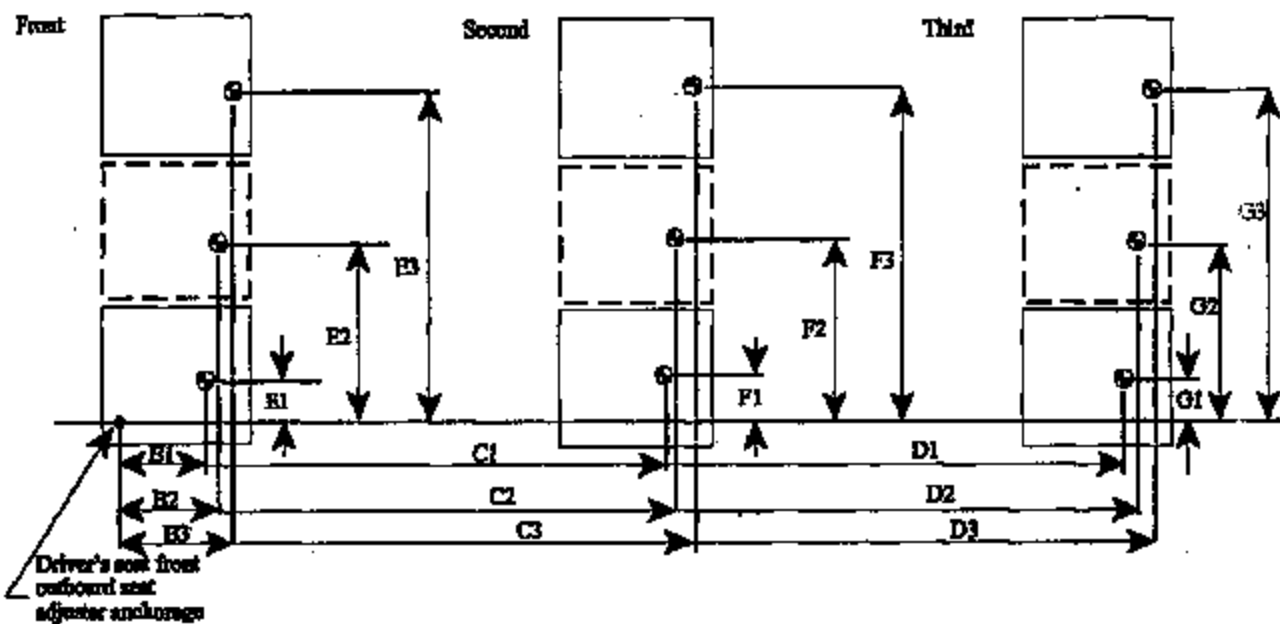 Front
Second
Third
E3
F3
G3
E2
F2
G2
E1
F1
G1
B1
C1
D1
B2
C2
D2
B3
C3
D3
Driver's seat front
outboard seat
adjuster anchorage